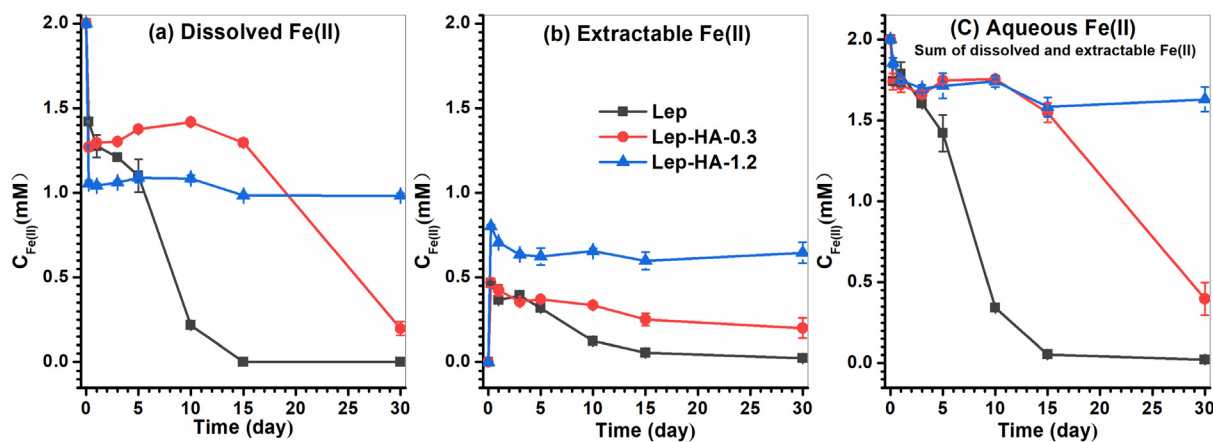 (a) Dissolved Fe(II)
2.0
1.5
1.0
0.5
0.0
C Fe(II) (mM)
0 5 10 15 20 25 30
Time (day)
(b) Extractable Fe(II)
Lep
Lep-HA-0.3
Lep-HA-1.2
2.0
1.5
1.0
0.5
0.0
C Fe(II) (mM)
0 5 10 15 20 25 30
Time (day)
(C) Aqueous Fe(II)
Sum of dissolved and extractable Fe(II)
2.0
1.5
1.0
0.5
0.0
C Fe(II) (mM)
0 5 10 15 20 25 30
Time (day)